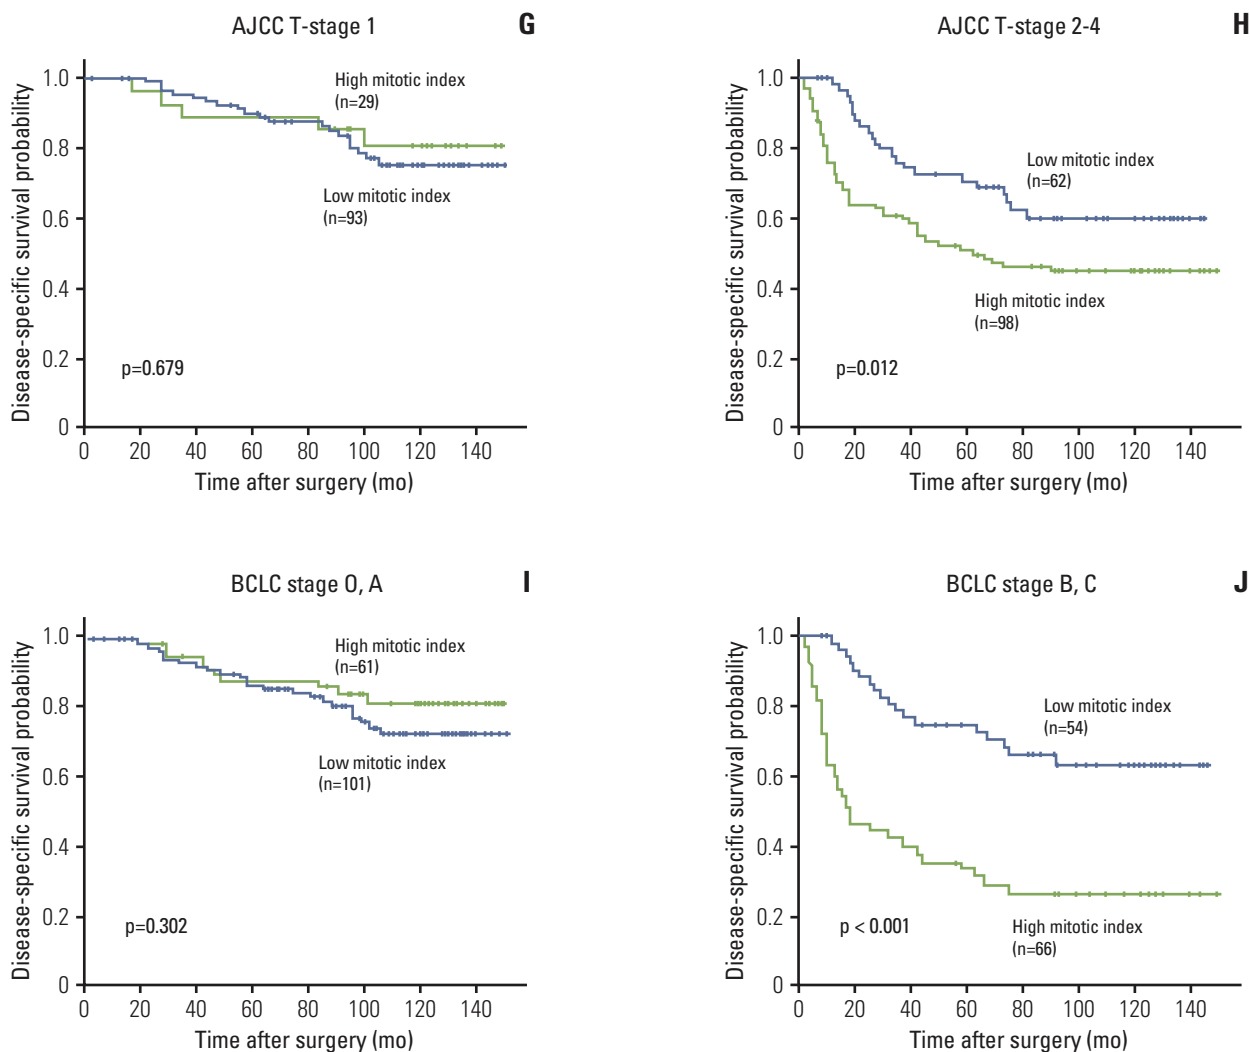 AJCC T-stage 1
G
Disease-specific survival probability
1.0
0.8
0.6
0.4
0.2
0
High mitotic index
(n=29)
Low mitotic index
(n=93)
p=0.679
0 20 40 60 80 100 120 140
Time after surgery (mo)
AJCC T-stage 2-4
H
Disease-specific survival probability
1.0
0.8
0.6
0.4
0.2
0
Low mitotic index
(n=62)
High mitotic index
(n=98)
p=0.012
0 20 40 60 80 100 120 140
Time after surgery (mo)
BCLC stage 0, A
I
Disease-specific survival probability
1.0
0.8
0.6
0.4
0.2
0
High mitotic index
(n=61)
Low mitotic index
(n=101)
p=0.302
0 20 40 60 80 100 120 140
Time after surgery (mo)
BCLC stage B, C
J
Disease-specific survival probability
1.0
0.8
0.6
0.4
0.2
0
Low mitotic index
(n=54)
High mitotic index
(n=66)
p < 0.001
0 20 40 60 80 100 120 140
Time after surgery (mo)